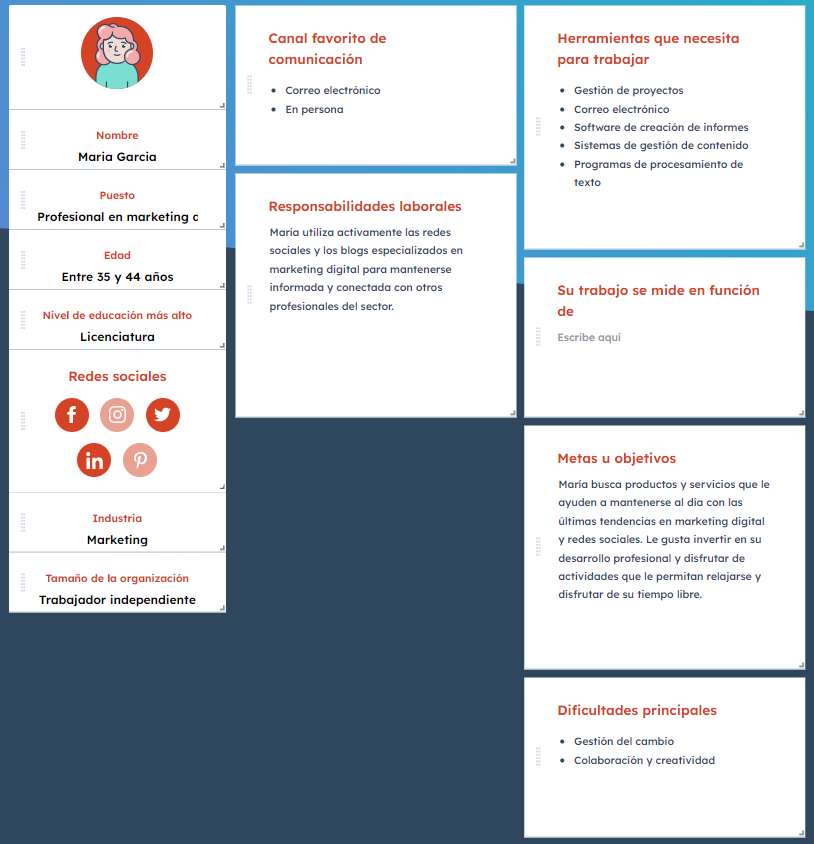 Nombre
Maria Garcia
Puesto
Profesional en marketing
Edad
Entre 35 y 44 años
Nivel de educación más alto
Licenciatura
Redes sociales
Industria
Marketing
Tamaño de la organización
Trabajador independiente
Canal favorito de
comunicación
Correo electrónico
En persona
Responsabilidades laborales
María utiliza activamente las redes
sociales y los blogs especializados en
marketing digital para mantenerse
informada y conectada con otros
profesionales del sector.
Herramientas que necesita
para trabajar
Gestión de proyectos
Correo electrónico
Software de creación de informes
Sistemas de gestión de contenido
Programas de procesamiento de
texto
Su trabajo se mide en función
de
Escribe aquí
Metas u objetivos
María busca productos y servicios que le
ayuden a mantenerse al día con las
últimas tendencias en marketing digital
y redes sociales. Le gusta invertir en su
desarrollo profesional y disfrutar de
actividades que le permitan relajarse y
disfrutar de su tiempo libre.
Dificultades principales
Gestión del cambio
Colaboración y creatividad